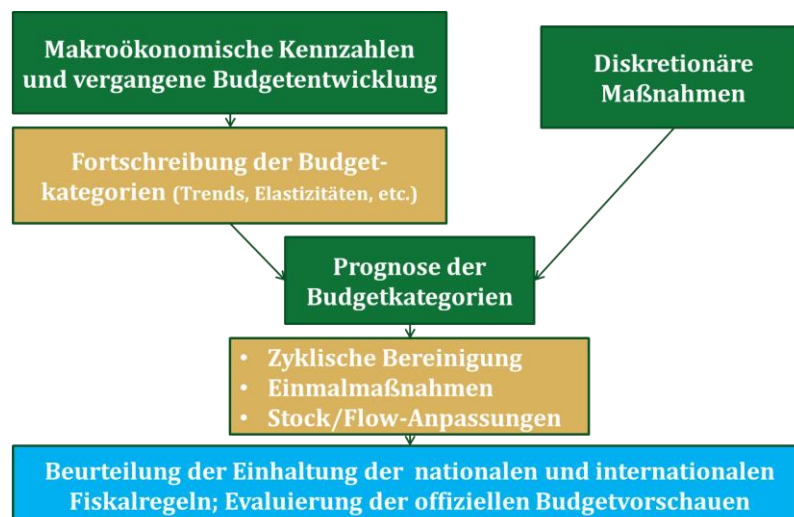 Makroökonomische Kennzahlen
und vergangene Budgetentwicklung
Diskretionäre
Maßnahmen
Fortschreibung der Budget-
kategorien (Trends, Elastizitäten, etc.)
Prognose der
Budgetkategorien
• Zyklische Bereinigung
• Einmalmaßnahmen
• Stock/Flow-Anpassungen
Beurteilung der Einhaltung der nationalen und internationalen
Fiskalregeln; Evaluierung der offiziellen Budgetvorschauen